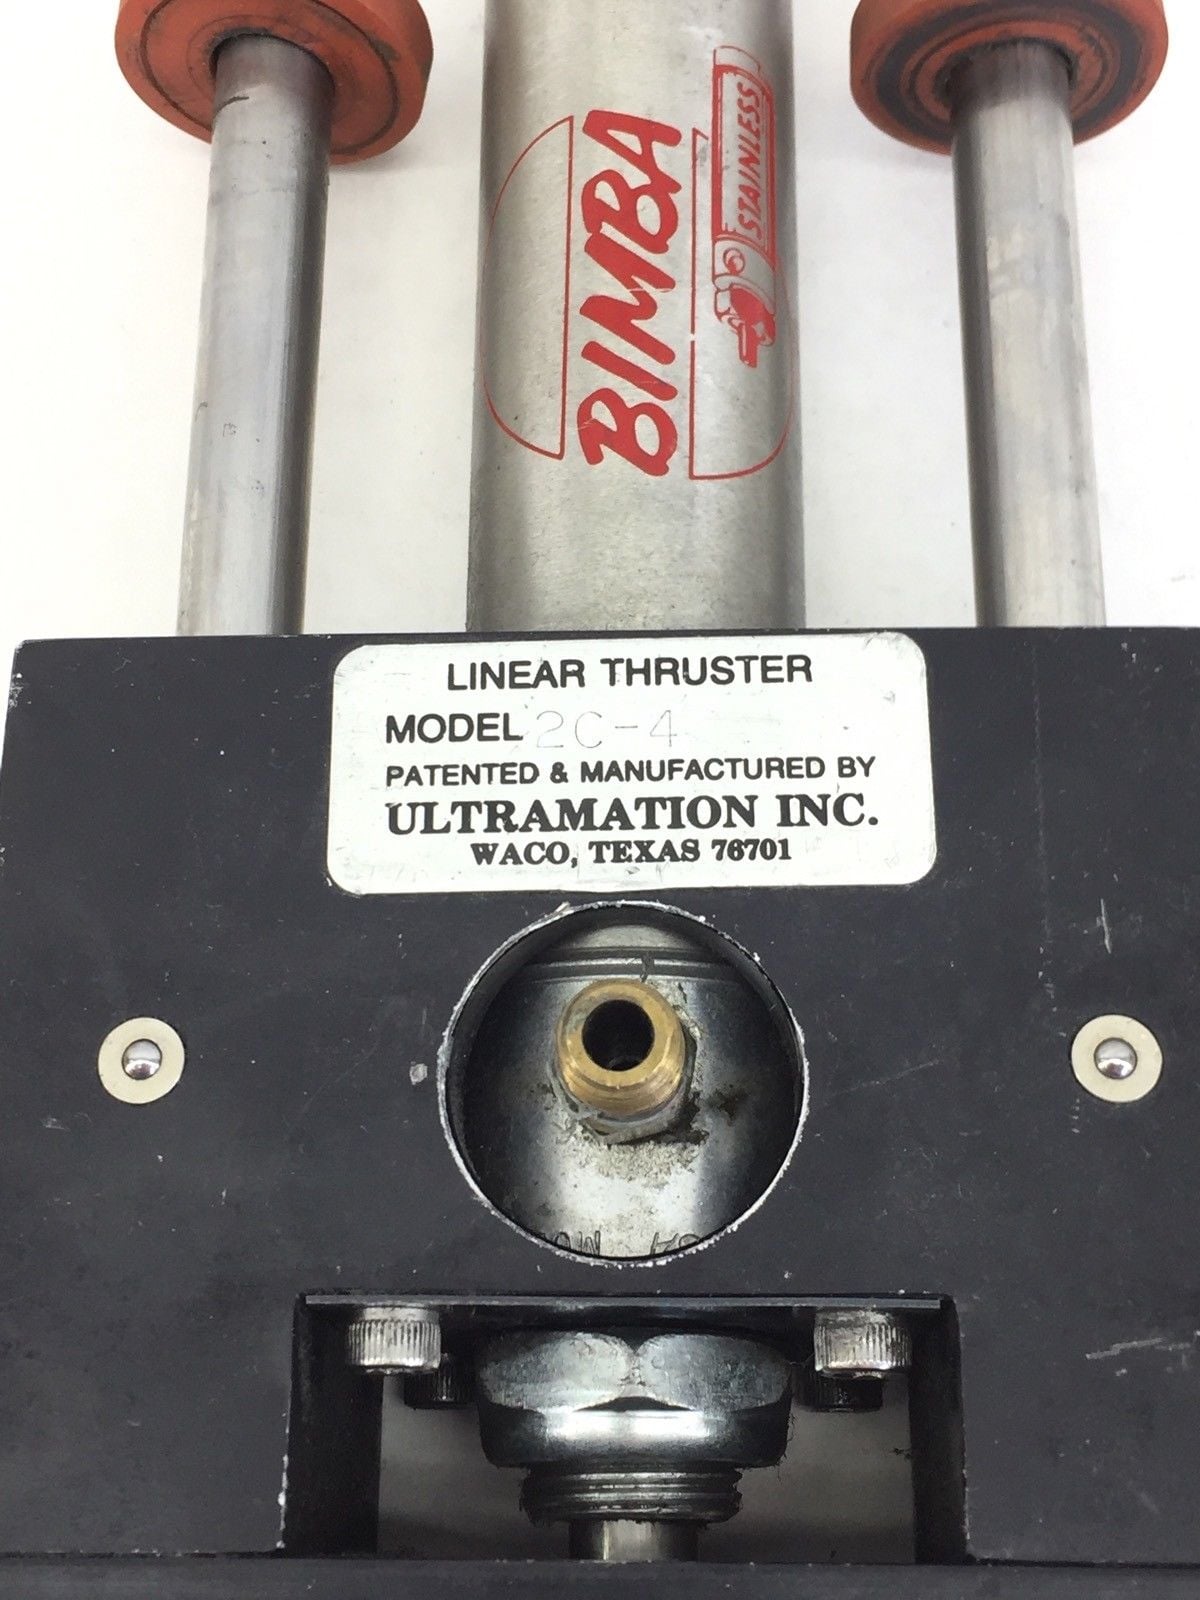 BIMBA
STAINLESS
LINEAR THRUSTER
MODEL 2C-4
PATENTED & MANUFACTURED BY
ULTRAMATION INC.
WACO, TEXAS 76701